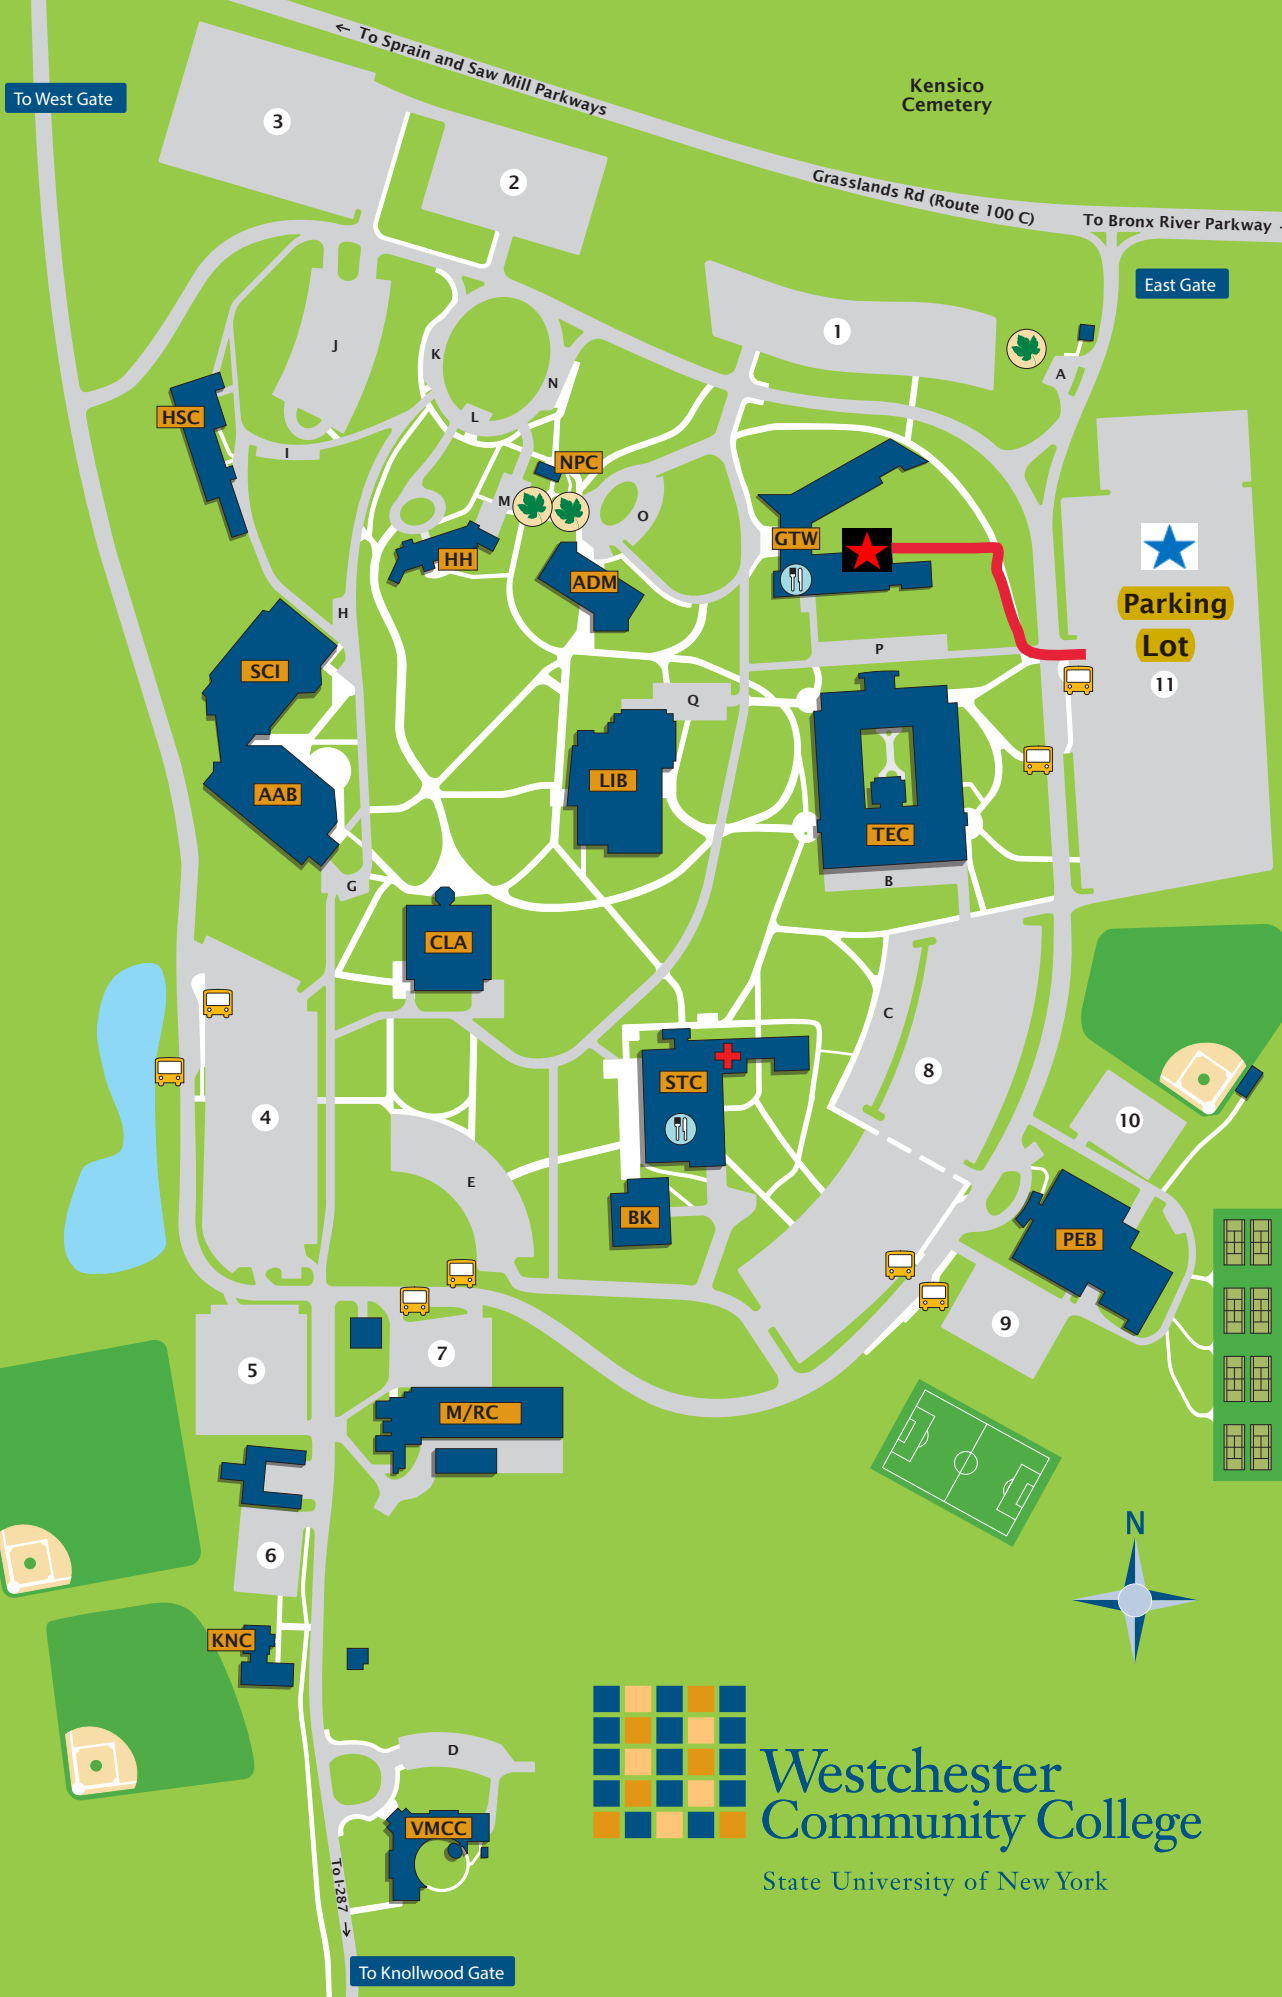 ← To Sprain and Saw Mill Parkways
Kensico
Cemetery
To West Gate
3
2
Grasslands Rd (Route 100 C)
To Bronx River Parkway
East Gate
1
J
K
A
N
HSC
L
I
NPC
M
O
GTW
HH
ADM
Parking
Lot
H
P
SCI
11
Q
LIB
AAB
TEC
B
G
CLA
C
8
STC
4
10
E
BK
PEB
9
7
5
M/RC
N
6
KNC
D
Westchester
Community College
State University of New York
VMCC
To I-287 →
To Knollwood Gate